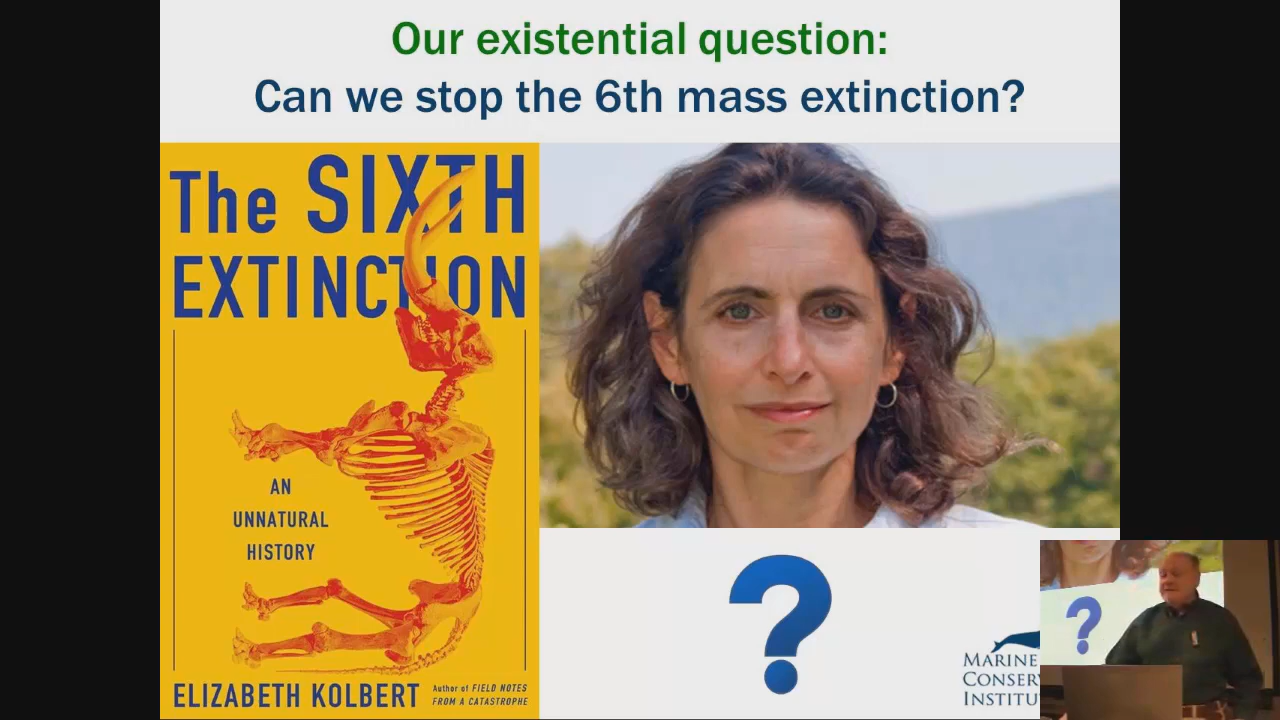 Our existential question:
Can we stop the 6th mass extinction?
The SIXTH
EXTINCTION
AN
UNNATURAL
HISTORY
ELIZABETH KOLBERT
Author of FIELD NOTES
FROM A CATASTROPHE
?
MARINE
CONSERV
INSTITU
?